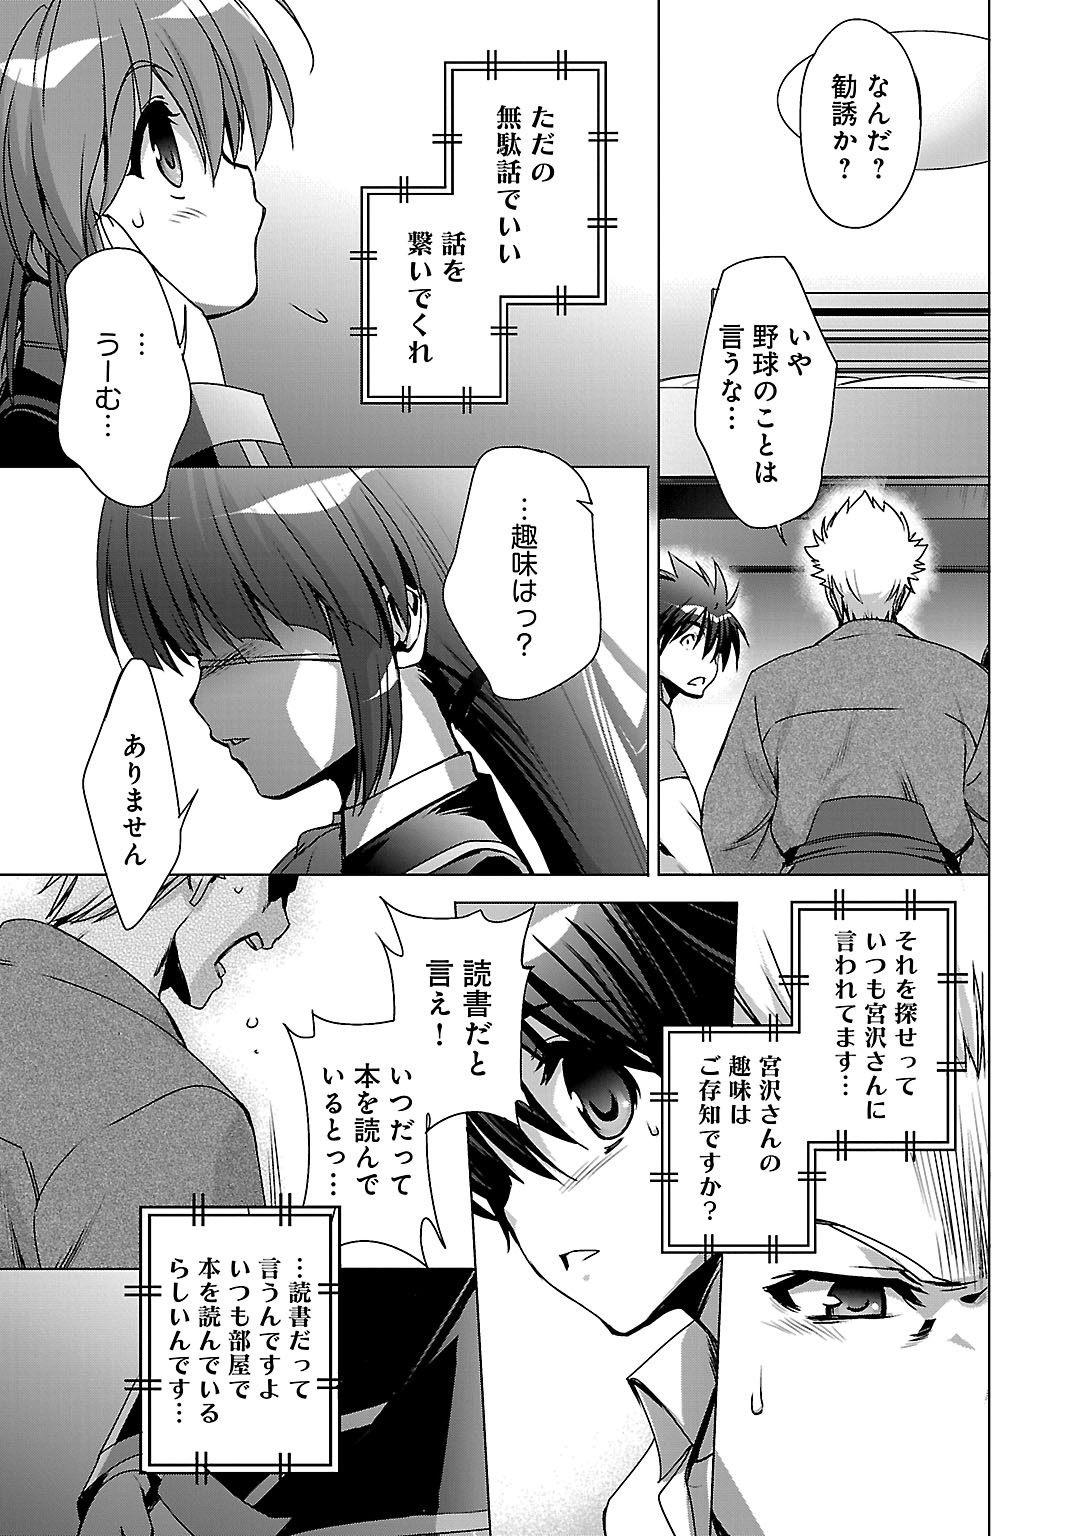 なんだ?
勧誘か?
いや
野球のことは
言うな…
ただの
無駄話でいい
話を
繋いでくれ
…
うーむ…
…趣味はっ?
ありません
それを探せって
いつも宮沢さんに
言われてます…
宮沢さんの
趣味は
ご存知ですか?
読書だと
言え!
いつだって
本を読んで
いるとっ…
…読書だって
言うんですよ
いつも部屋で
本を読んでいる
らしいんです…